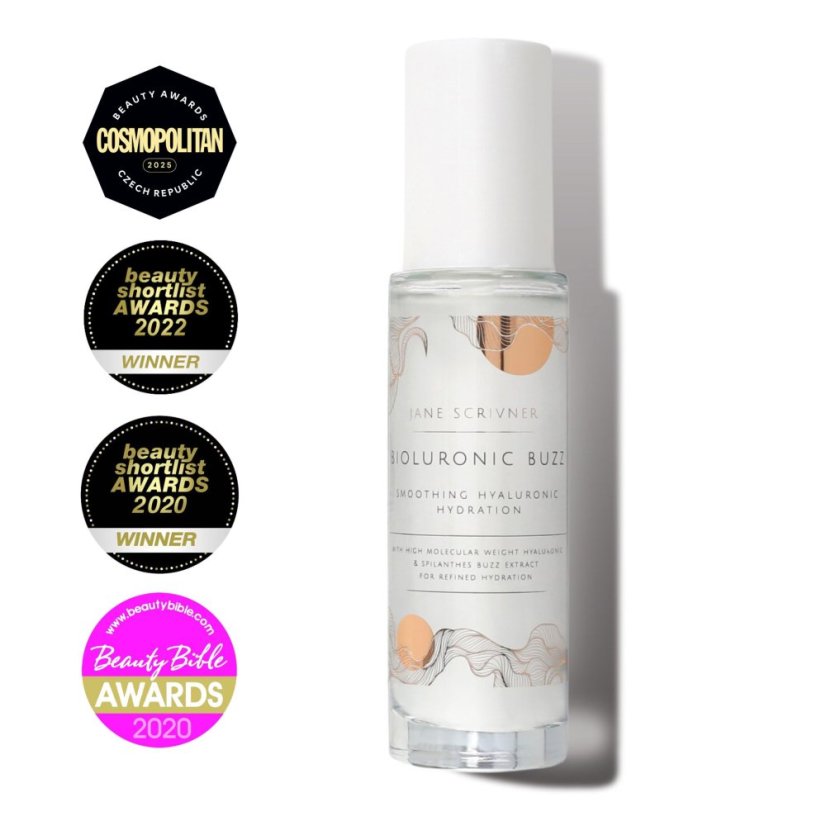 BEAUTY AWARDS
COSMOPOLITAN
2025
CZECH REPUBLIC
beauty
shortlist
AWARDS
2022
WINNER
beauty
shortlist
AWARDS
2020
WINNER
www.beautybible.com
Beauty Bible
AWARDS
2020
JANE SCRIVNER
BIOLURONIC BUZZ
SMOOTHING HYALURONIC
HYDRATION
WITH HIGH MOLECULAR WEIGHT HYALURONIC
& SPILANTHES BUZZ EXTRACT
FOR REFINED HYDRATION